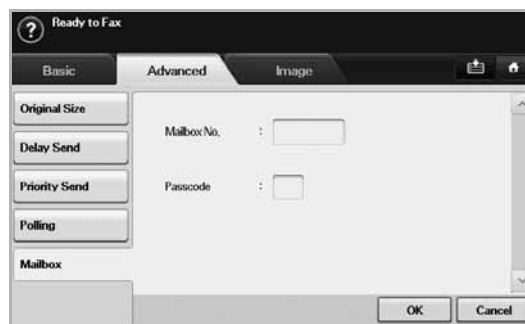 ? Ready to Fax
Basic Advanced Image
Original Size
Delay Send
Priority Send
Polling
Mailbox
Mailbox No. :
Passcode :
OK Cancel